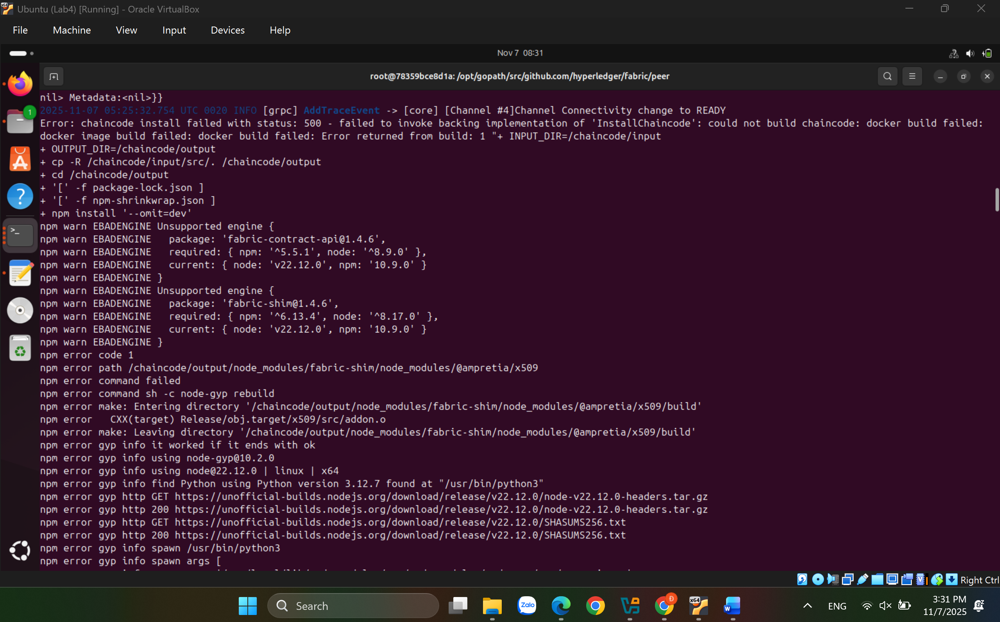 Ubuntu (Lab4) [Running] - Oracle VirtualBox
File Machine View Input Devices Help
Nov 7 08:31
root@78359bce8d1a: /opt/gopath/src/github.com/hyperledger/fabric/peer
1
nil> Metadata:<nil>}}
2025-11-07 05:25:32.754 UTC 0020 INFO [grpc] AddTraceEvent -> [core] [Channel #4]Channel Connectivity change to READY
Error: chaincode install failed with status: 500 - failed to invoke backing implementation of 'InstallChaincode': could not build chaincode: docker build failed:
docker image build failed: docker build failed: Error returned from build: 1 "+ INPUT_DIR=/chaincode/input
+ OUTPUT_DIR=/chaincode/output
+ cp -R /chaincode/input/src/. /chaincode/output
+ cd /chaincode/output
+ '[' -f package-lock.json ]
+ '[' -f npm-shrinkwrap.json ]
+ npm install '--omit=dev'
npm warn EBADENGINE Unsupported engine {
npm warn EBADENGINE   package: 'fabric-contract-api@1.4.6',
npm warn EBADENGINE   required: { npm: '^5.5.1', node: '^8.9.0' },
npm warn EBADENGINE   current: { node: 'v22.12.0', npm: '10.9.0' }
npm warn EBADENGINE }
npm warn EBADENGINE Unsupported engine {
npm warn EBADENGINE   package: 'fabric-shim@1.4.6',
npm warn EBADENGINE   required: { npm: '^6.13.4', node: '^8.17.0' },
npm warn EBADENGINE   current: { node: 'v22.12.0', npm: '10.9.0' }
npm warn EBADENGINE }
npm error code 1
npm error path /chaincode/output/node_modules/fabric-shim/node_modules/@ampretia/x509
npm error command failed
npm error command sh -c node-gyp rebuild
npm error make: Entering directory '/chaincode/output/node_modules/fabric-shim/node_modules/@ampretia/x509/build'
npm error   CXX(target) Release/obj.target/x509/src/addon.o
npm error make: Leaving directory '/chaincode/output/node_modules/fabric-shim/node_modules/@ampretia/x509/build'
npm error gyp info it worked if it ends with ok
npm error gyp info using node-gyp@10.2.0
npm error gyp info using node@22.12.0 | linux | x64
npm error gyp info find Python using Python version 3.12.7 found at "/usr/bin/python3"
npm error gyp http GET https://unofficial-builds.nodejs.org/download/release/v22.12.0/node-v22.12.0-headers.tar.gz
npm error gyp http 200 https://unofficial-builds.nodejs.org/download/release/v22.12.0/node-v22.12.0-headers.tar.gz
npm error gyp http GET https://unofficial-builds.nodejs.org/download/release/v22.12.0/SHASUMS256.txt
npm error gyp http 200 https://unofficial-builds.nodejs.org/download/release/v22.12.0/SHASUMS256.txt
npm error gyp info spawn /usr/bin/python3
npm error gyp info spawn args [
Right Ctrl
Search
Zalo
Đ
x64
W
ENG
3:31 PM
11/7/2025